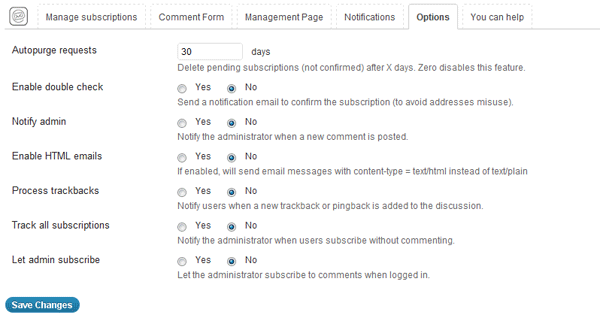 Manage subscriptions Comment Form Management Page Notifications Options You can help
Autopurge requests 30 days
Delete pending subscriptions (not confirmed) after X days. Zero disables this feature.
Enable double check Yes No
Send a notification email to confirm the subscription (to avoid addresses misuse).
Notify admin Yes No
Notify the administrator when a new comment is posted.
Enable HTML emails Yes No
If enabled, will send email messages with content-type = text/html instead of text/plain
Process trackbacks Yes No
Notify users when a new trackback or pingback is added to the discussion.
Track all subscriptions Yes No
Notify the administrator when users subscribe without commenting.
Let admin subscribe Yes No
Let the administrator subscribe to comments when logged in.
Save Changes